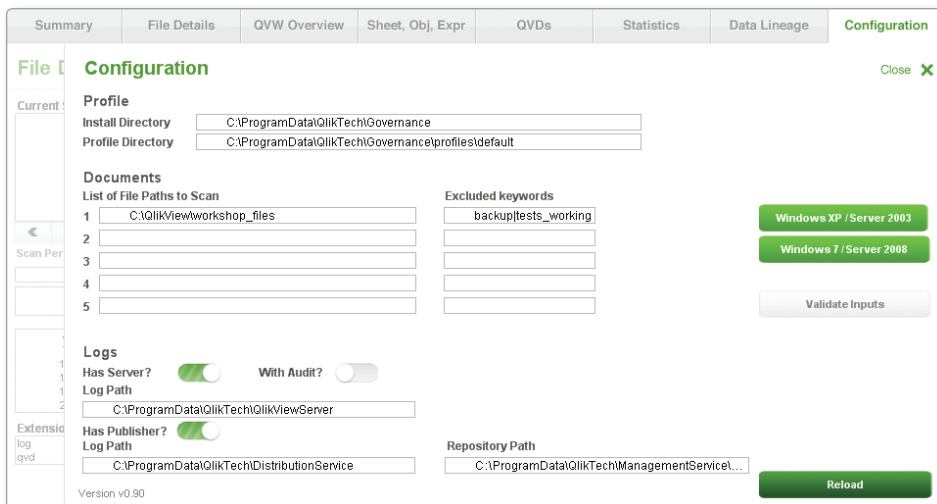 Summary File Details QVW Overview Sheet, Obj, Expr QVDs Statistics Data Lineage Configuration
File D Configuration Close
Profile
Current
Install Directory C:\ProgramData\QlikTech\Governance
Profile Directory C:\ProgramData\QlikTech\Governance\profiles\default
Documents
List of File Paths to Scan Excluded keywords
1 C:\QlikView\workshop_files backup|tests_working Windows XP / Server 2003
2
Scan Per Windows 7 / Server 2008
3
4
5 Validate Inputs
Logs
Has Server? With Audit?
Log Path
C:\ProgramData\QlikTech\QlikViewServer
Extensio Has Publisher?
log Log Path Repository Path
qvd C:\ProgramData\QlikTech\DistributionService C:\ProgramData\QlikTech\ManagementService\...
Reload
Version v0.90